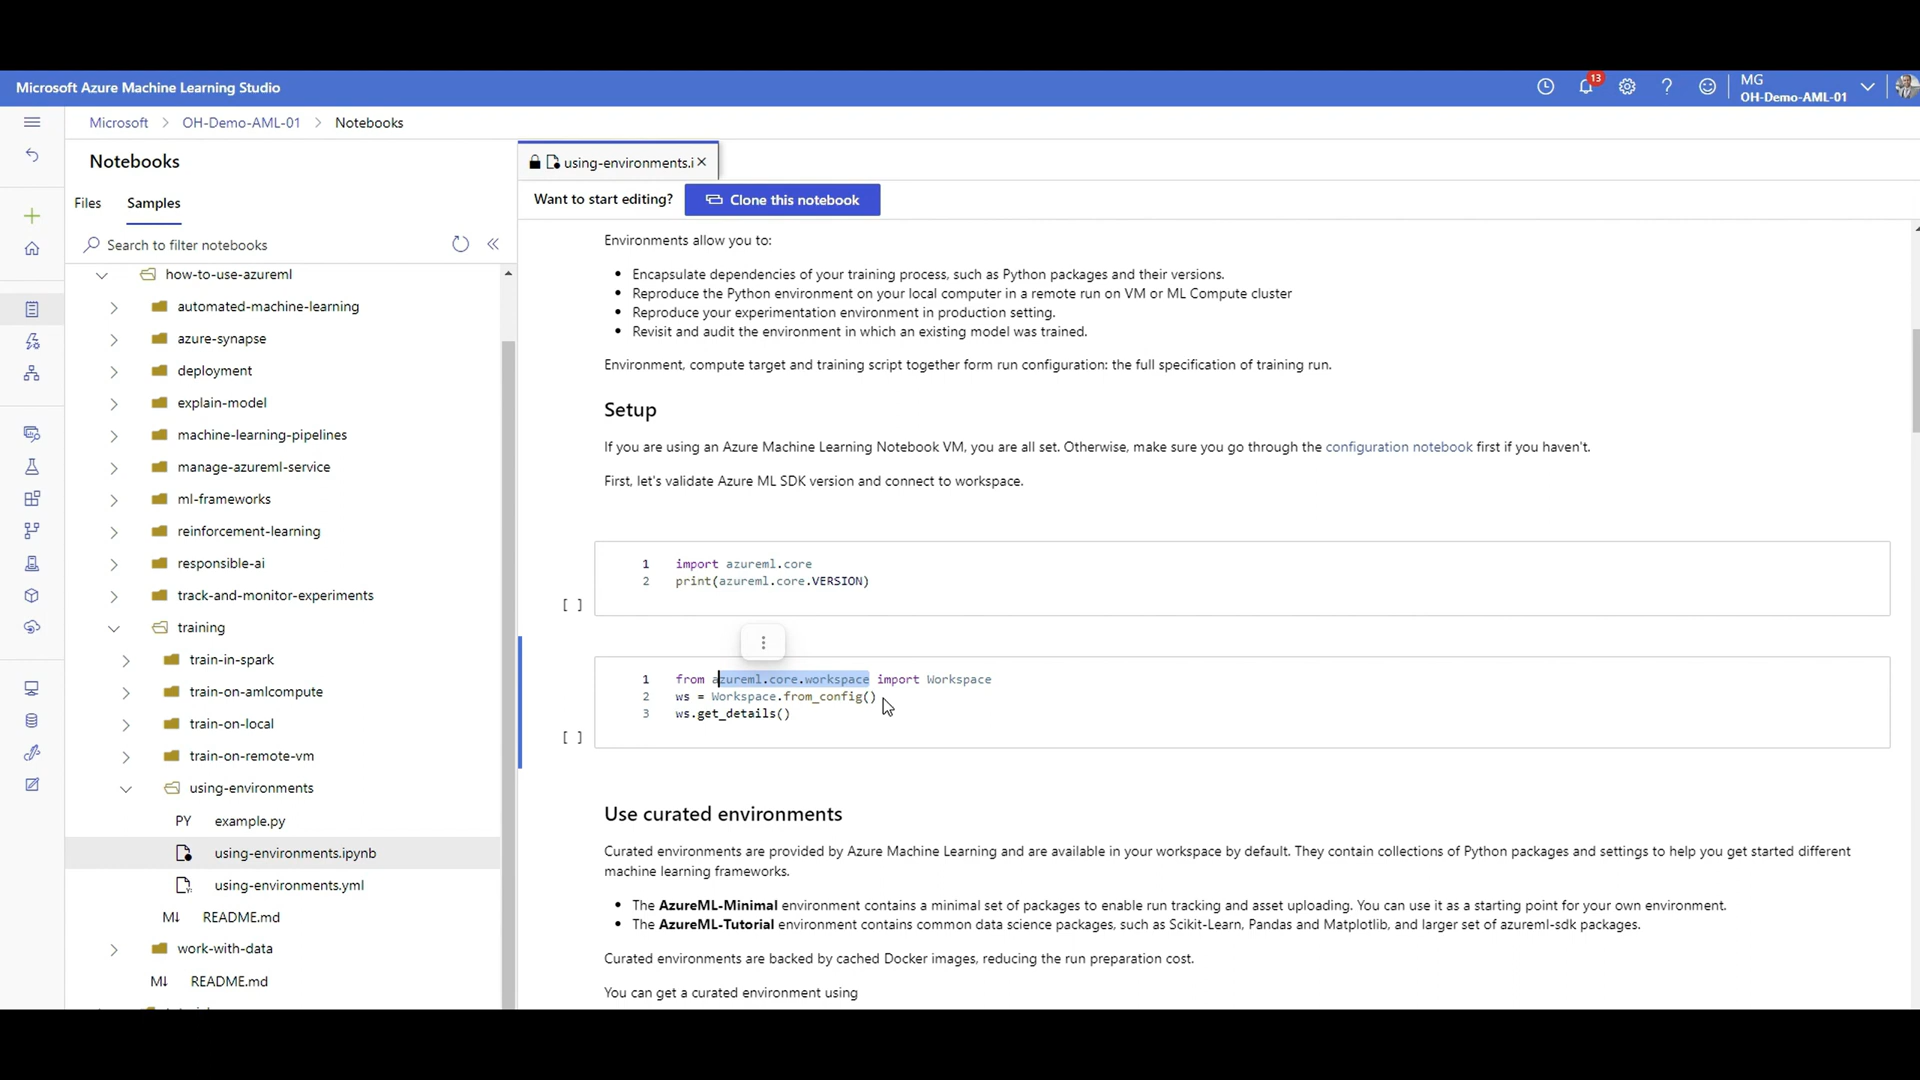 Microsoft Azure Machine Learning Studio
13
MG
OH-Demo-AML-01
Microsoft > OH-Demo-AML-01 > Notebooks
Notebooks
Files Samples
Search to filter notebooks
how-to-use-azureml
automated-machine-learning
azure-synapse
deployment
explain-model
machine-learning-pipelines
manage-azureml-service
ml-frameworks
reinforcement-learning
responsible-ai
track-and-monitor-experiments
training
train-in-spark
train-on-amlcompute
train-on-local
train-on-remote-vm
using-environments
PY example.py
using-environments.ipynb
using-environments.yml
M↓ README.md
work-with-data
M↓ README.md
using-environments.i
Want to start editing? Clone this notebook
Environments allow you to:
• Encapsulate dependencies of your training process, such as Python packages and their versions.
• Reproduce the Python environment on your local computer in a remote run on VM or ML Compute cluster
• Reproduce your experimentation environment in production setting.
• Revisit and audit the environment in which an existing model was trained.
Environment, compute target and training script together form run configuration: the full specification of training run.
Setup
If you are using an Azure Machine Learning Notebook VM, you are all set. Otherwise, make sure you go through the configuration notebook first if you haven't.
First, let's validate Azure ML SDK version and connect to workspace.
1 import azureml.core
2 print(azureml.core.VERSION)
[ ]
1 from azureml.core.workspace import Workspace
2 ws = Workspace.from_config()
3 ws.get_details()
[ ]
Use curated environments
Curated environments are provided by Azure Machine Learning and are available in your workspace by default. They contain collections of Python packages and settings to help you get started different
machine learning frameworks.
• The AzureML-Minimal environment contains a minimal set of packages to enable run tracking and asset uploading. You can use it as a starting point for your own environment.
• The AzureML-Tutorial environment contains common data science packages, such as Scikit-Learn, Pandas and Matplotlib, and larger set of azureml-sdk packages.
Curated environments are backed by cached Docker images, reducing the run preparation cost.
You can get a curated environment using